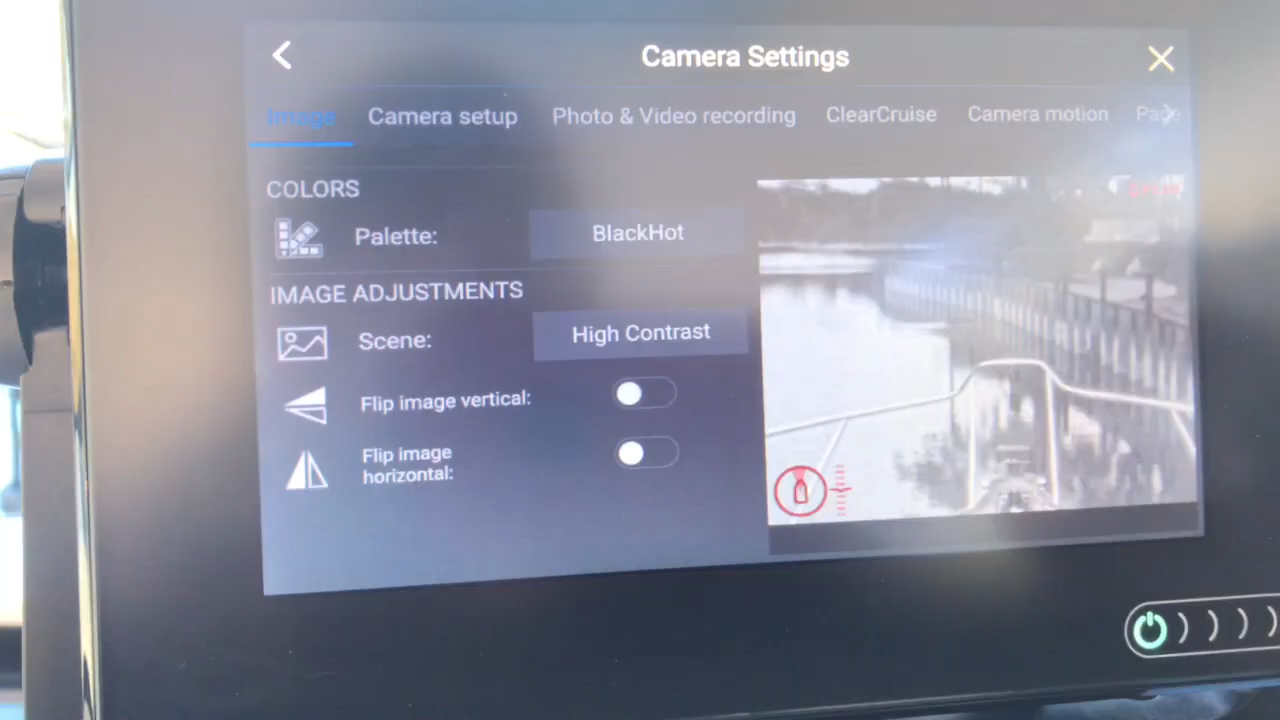 Camera Settings
Image Camera setup Photo & Video recording ClearCruise Camera motion
COLORS
Palette: BlackHot
IMAGE ADJUSTMENTS
Scene: High Contrast
Flip image vertical:
Flip image
horizontal: